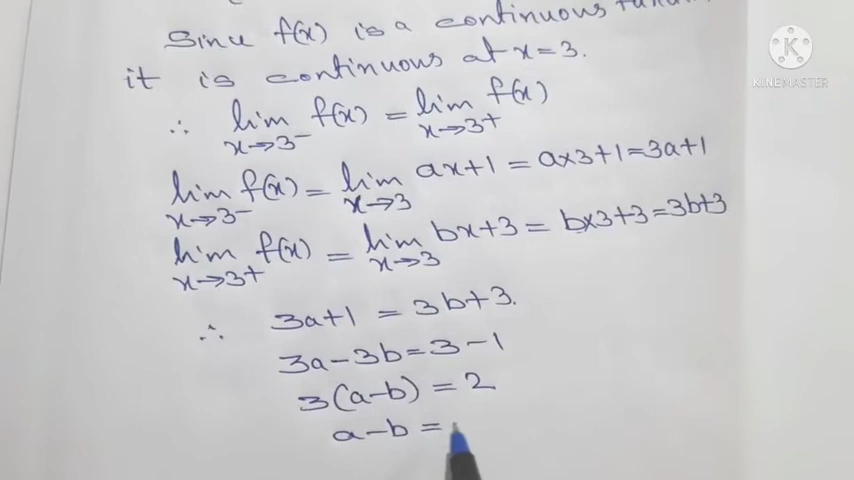 Since f(x) is a continuous
it is continuous at x=3.
∴ lim x→3⁻ f(x) = lim x→3⁺ f(x)
lim x→3⁻ f(x) = lim x→3 ax+1 = a×3+1=3a+1
lim x→3⁺ f(x) = lim x→3 bx+3 = b×3+3=3b+3
∴ 3a+1 = 3b+3.
3a-3b=3-1
3(a-b) = 2
a-b =
K
KINEMASTER